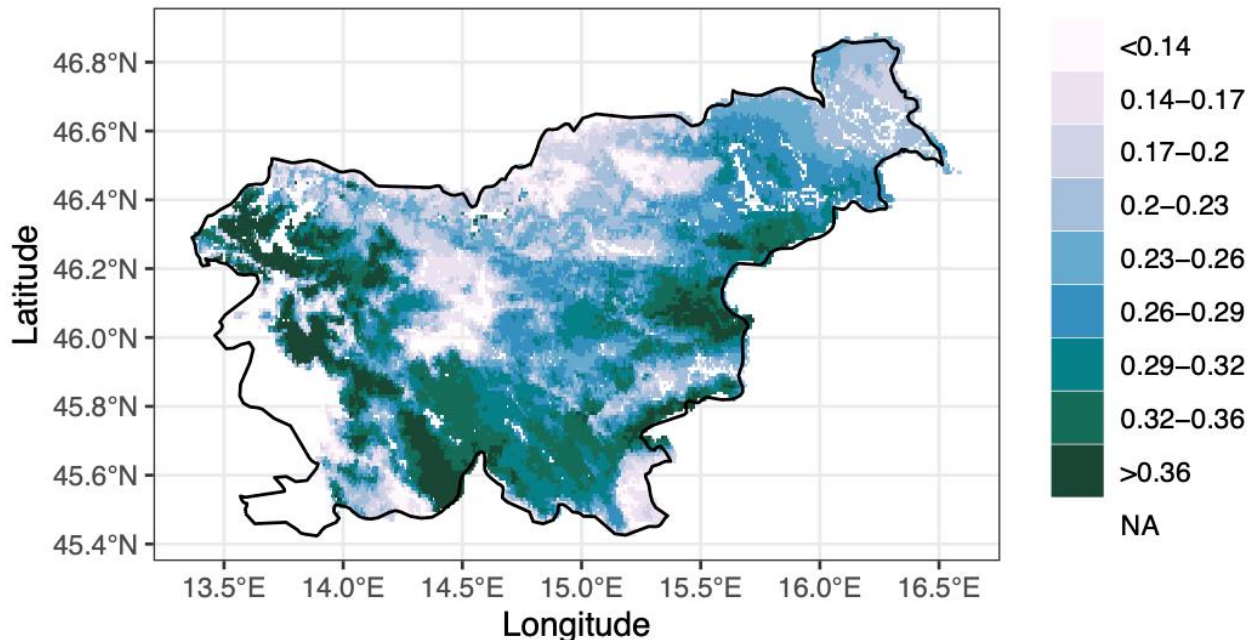 46.8°N
46.6°N
46.4°N
46.2°N
46.0°N
45.8°N
45.6°N
45.4°N
Latitude
13.5°E 14.0°E 14.5°E 15.0°E 15.5°E 16.0°E 16.5°E
Longitude
<0.14
0.14–0.17
0.17–0.2
0.2–0.23
0.23–0.26
0.26–0.29
0.29–0.32
0.32–0.36
>0.36
NA